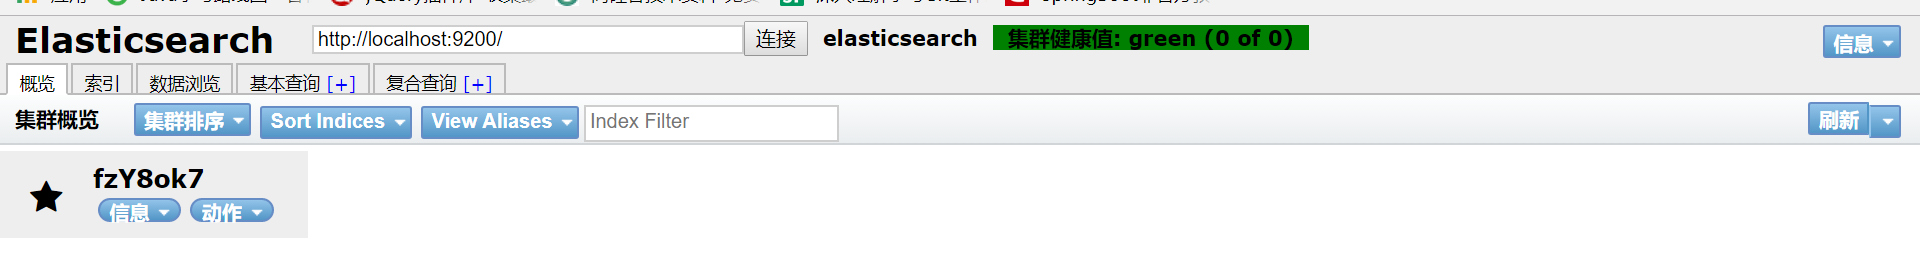 Elasticsearch http://localhost:9200/ 连接 elasticsearch 集群健康值: green (0 of 0) 信息
概览 索引 数据浏览 基本查询 [+] 复合查询 [+]
集群概览 集群排序 Sort Indices View Aliases Index Filter 刷新
fzY8ok7
信息 动作